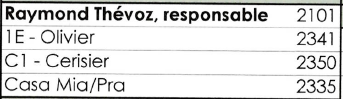 Raymond Thévoz, responsable 2101
1E - Olivier 2341
C1 - Cerisier 2350
Casa Mia/Pra 2335